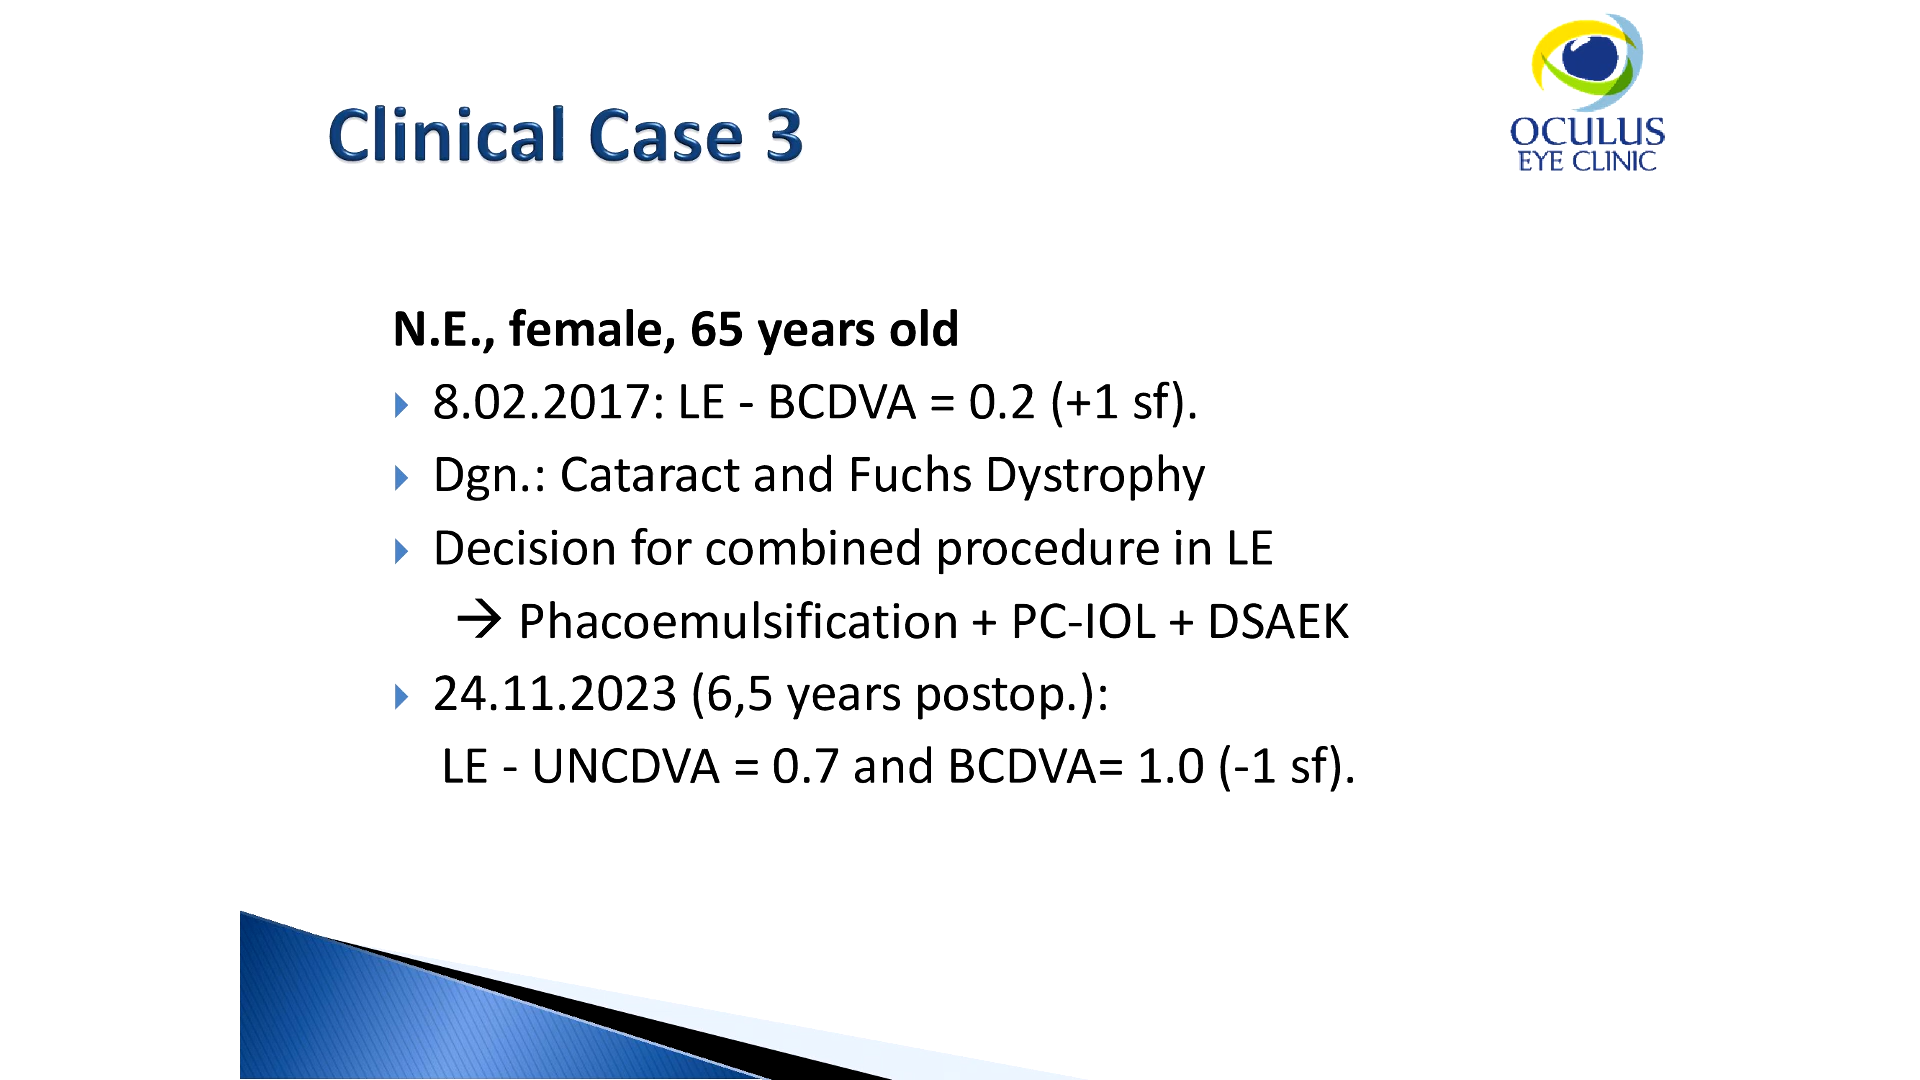 OCULUS
EYE CLINIC
Clinical Case 3
N.E., female, 65 years old
8.02.2017: LE - BCDVA = 0.2 (+1 sf).
Dgn.: Cataract and Fuchs Dystrophy
Decision for combined procedure in LE
→ Phacoemulsification + PC-IOL + DSAEK
24.11.2023 (6,5 years postop.):
LE - UNCDVA = 0.7 and BCDVA= 1.0 (-1 sf).